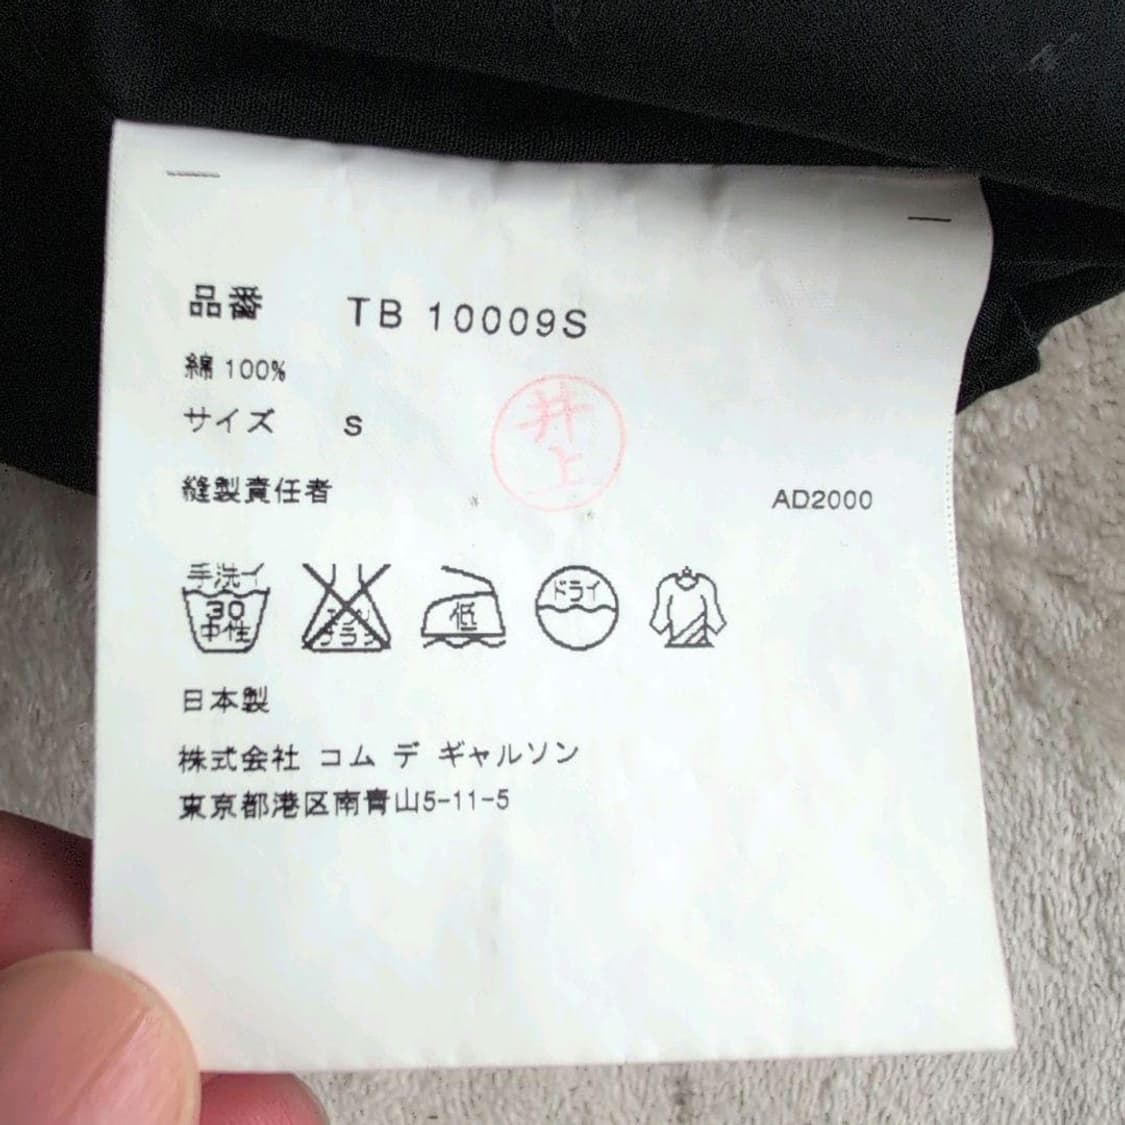 品番 TB 10009S
綿 100%
サイズ S
井上
縫製責任者 AD2000
手洗イ
30
中性
低
ドライ
日本製
株式会社 コム デ ギャルソン
東京都港区南青山5-11-5